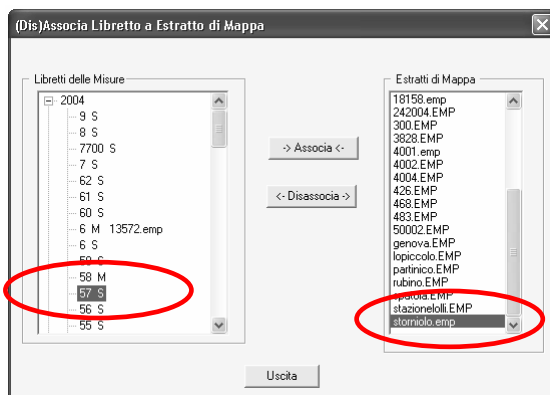 (Dis)Associa Libretto a Estratto di Mappa
Libretti delle Misure
2004
9 S
8 S
7700 S
7 S
62 S
61 S
60 S
6 M 13572.emp
6 S
59 S
58 M
57 S
56 S
55 S
-> Associa <-
<- Disassocia ->
Estratti di Mappa
18158.emp
242004.EMP
300.EMP
3828.EMP
4001.emp
4002.EMP
4004.EMP
426.EMP
468.EMP
483.EMP
50002.EMP
genova.EMP
lopiccolo.EMP
partinico.EMP
rubino.EMP
spatola.EMP
stazionelolli.EMP
storniolo.emp
Uscita